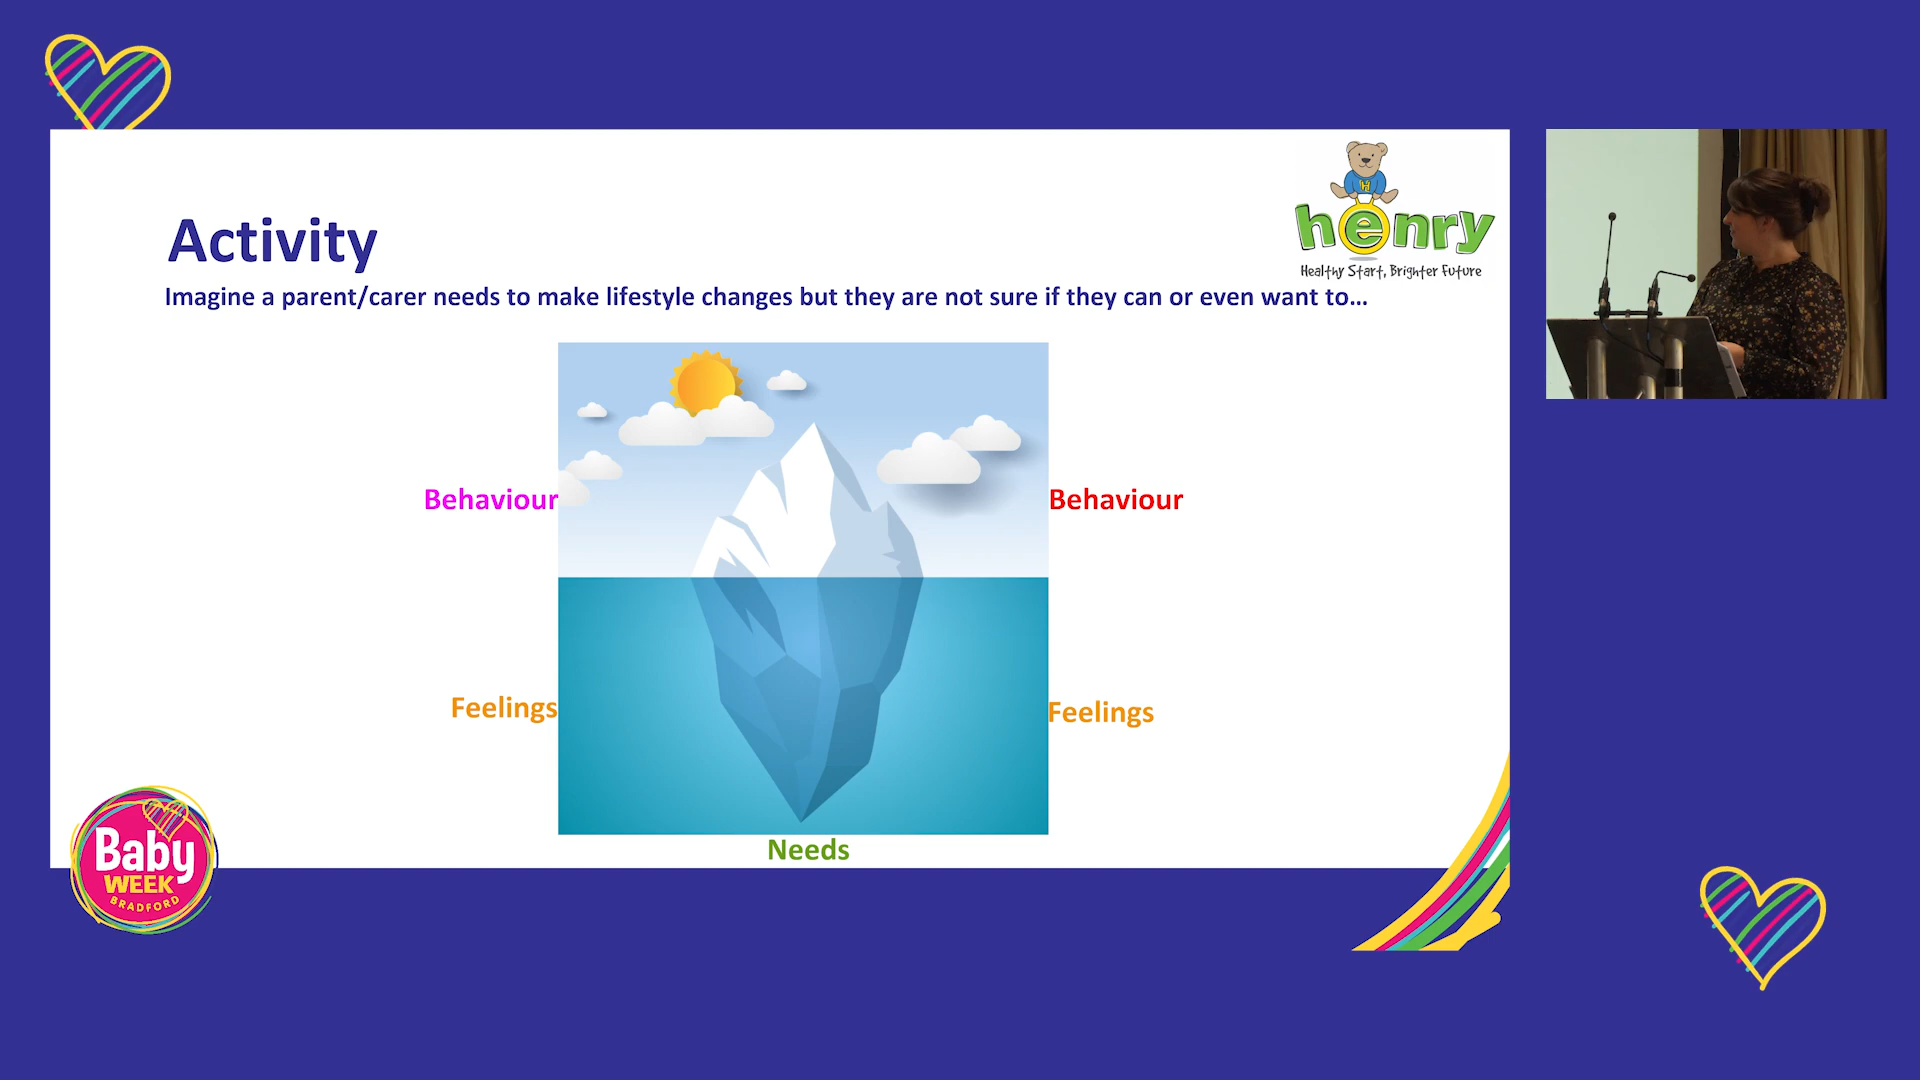 Activity
henry
Healthy Start, Brighter Future
Imagine a parent/carer needs to make lifestyle changes but they are not sure if they can or even want to...
Behaviour
Behaviour
Feelings
Feelings
Needs
Baby
WEEK
BRADFORD